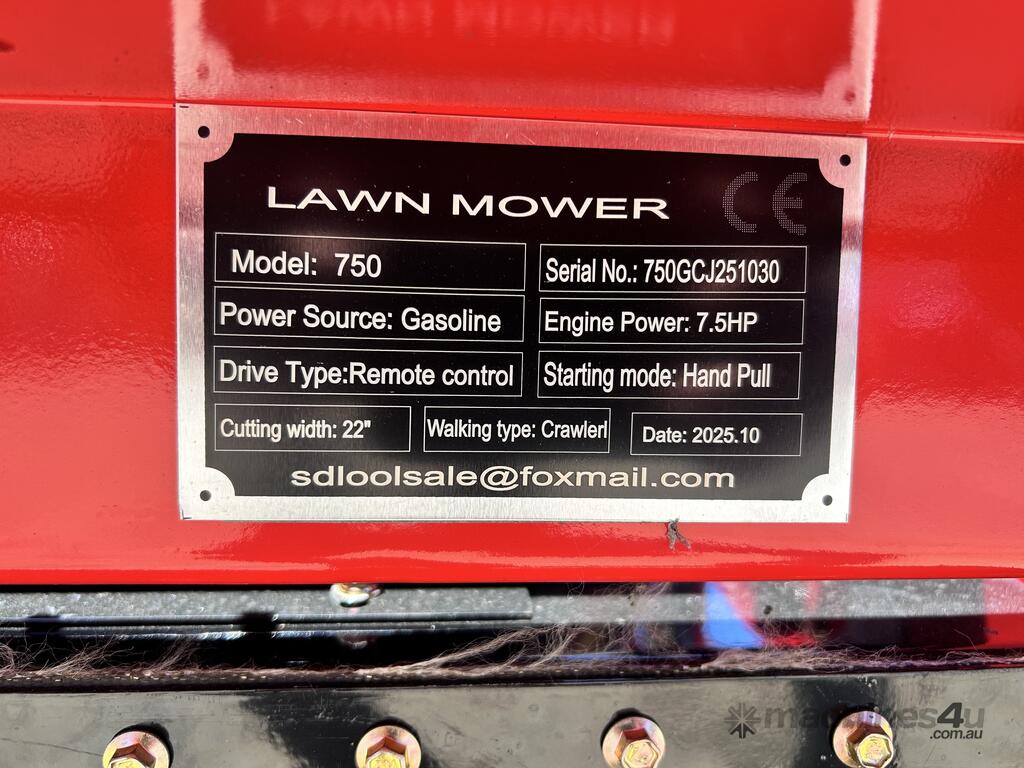 LAWN MOWER CE
Model: 750
Serial No.: 750GCJ251030
Power Source: Gasoline
Engine Power: 7.5HP
Drive Type:Remote control
Starting mode: Hand Pull
Cutting width: 22"
Walking type: Crawlerl
Date: 2025.10
sdloolsale@foxmail.com
machines4u
.com.au